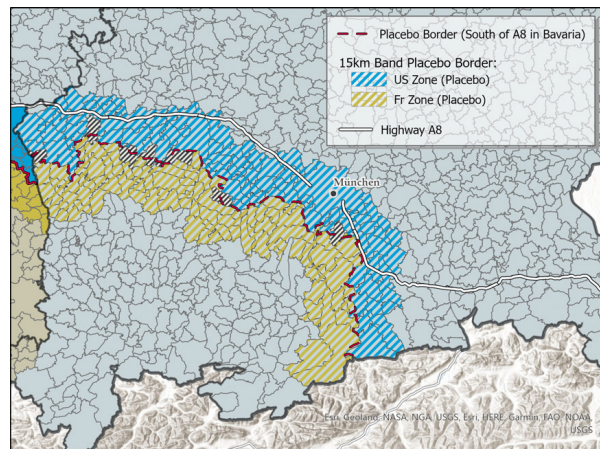 Placebo Border (South of A8 in Bavaria)
15km Band Placebo Border:
US Zone (Placebo)
Fr Zone (Placebo)
Highway A8
München
Esri, Geoland, NASA, NGA, USGS, Esri, HERE, Garmin, FAO, NOAA,
USGS